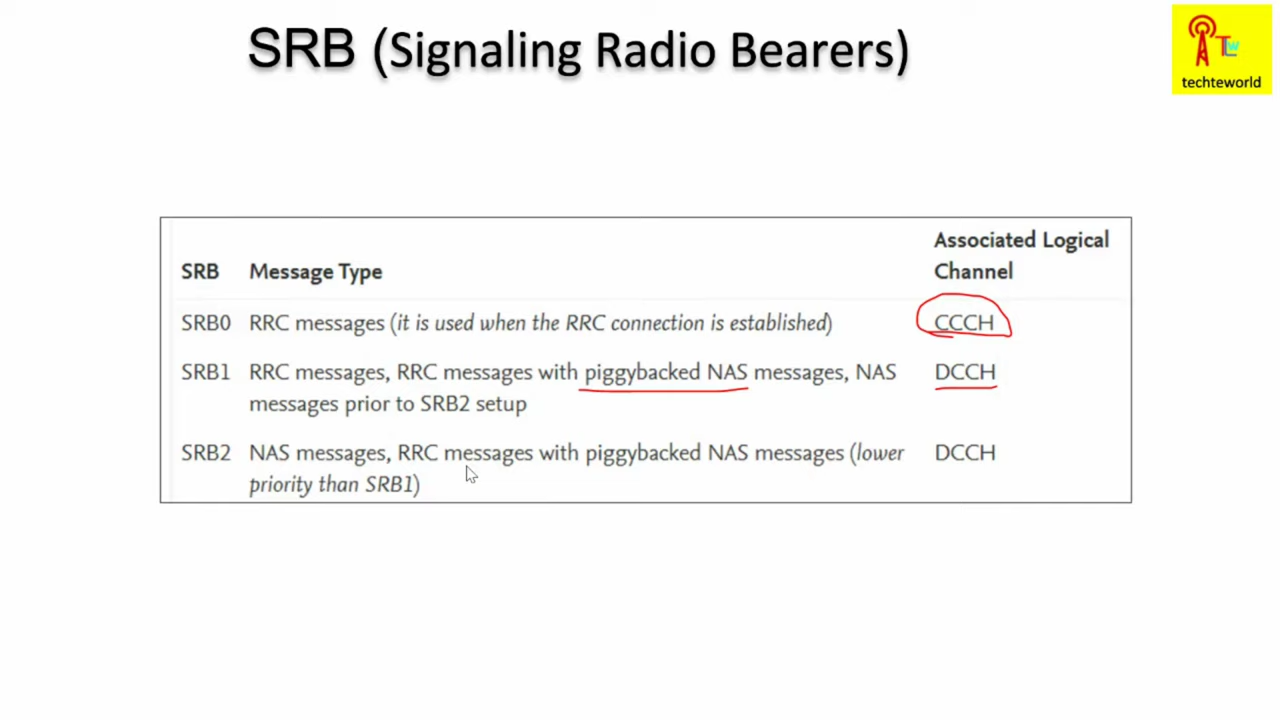 SRB (Signaling Radio Bearers)
TLW
techteworld
Associated Logical
SRB Message Type Channel
SRB0 RRC messages (it is used when the RRC connection is established) CCCH
SRB1 RRC messages, RRC messages with piggybacked NAS messages, NAS DCCH
messages prior to SRB2 setup
SRB2 NAS messages, RRC messages with piggybacked NAS messages (lower DCCH
priority than SRB1)